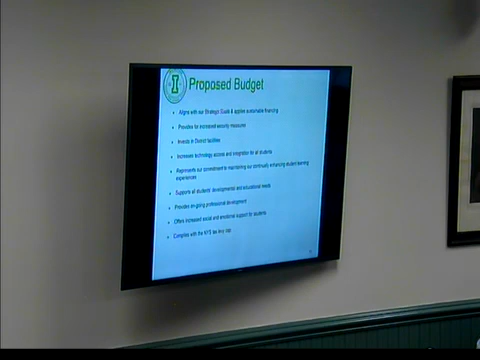 Proposed Budget
• Aligns with our Strategic Goals & applies sustainable financing
• Provides for increased security measures
• Invests in District facilities
• Increases technology access and integration for all students
• Represents our commitment to maintaining our continually enhancing student learning
experiences
• Supports all students' developmental and educational needs
• Provides on-going professional development
• Offers increased social and emotional support for students
• Complies with the NYS tax levy cap